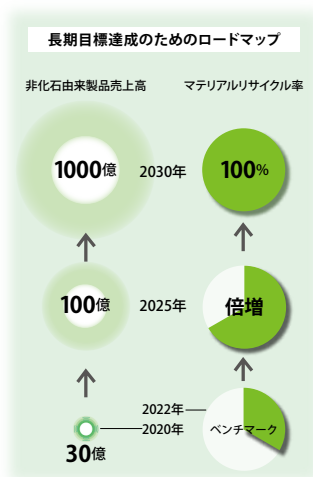 長期目標達成のためのロードマップ
非化石由来製品売上高
マテリアルリサイクル率
1000億
2030年
100%
100億
2025年
倍増
2022年
2020年
ベンチマーク
30億